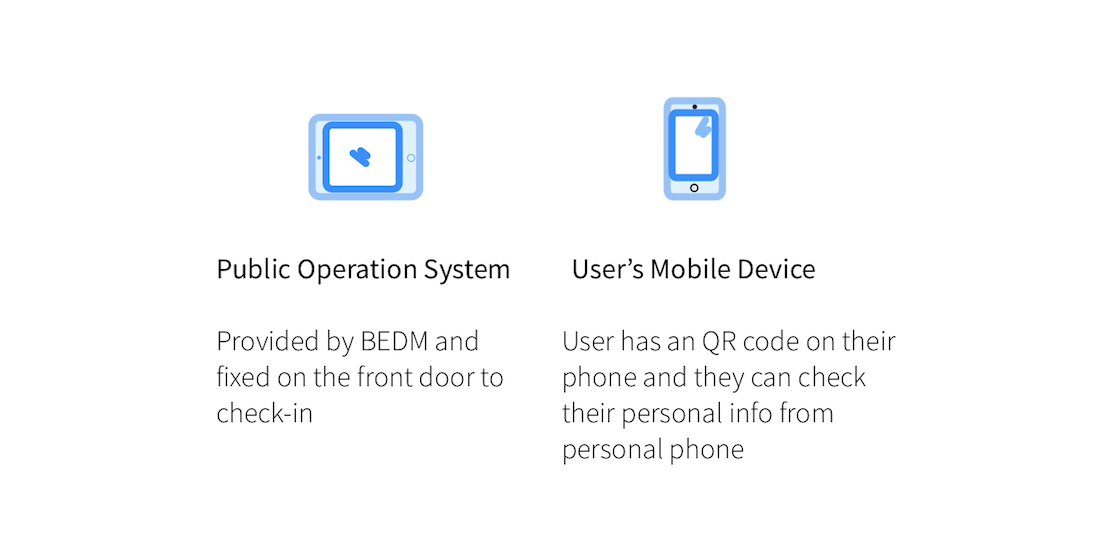 Public Operation System
Provided by BEDM and
fixed on the front door to
check-in
User’s Mobile Device
User has an QR code on their
phone and they can check
their personal info from
personal phone